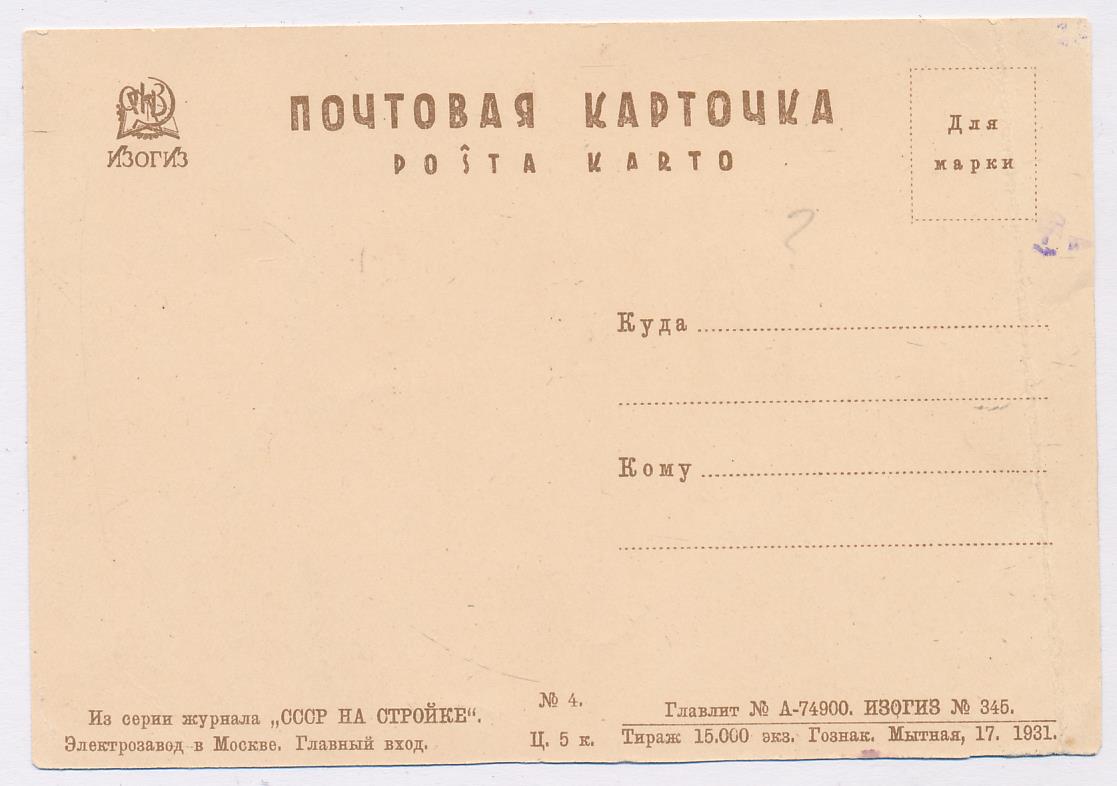 ИЗОГИЗ
ПОЧТОВАЯ КАРТОЧКА
POŜTA KARTO
Для
марки
Куда
Кому
№ 4.
Из серии журнала „СССР НА СТРОЙКЕ“.
Электрозавод в Москве. Главный вход.
Ц. 5 к.
Главлит № А-74900. ИЗОГИЗ № 345.
Тираж 15.000 экз. Гознак. Мытная, 17. 1931.